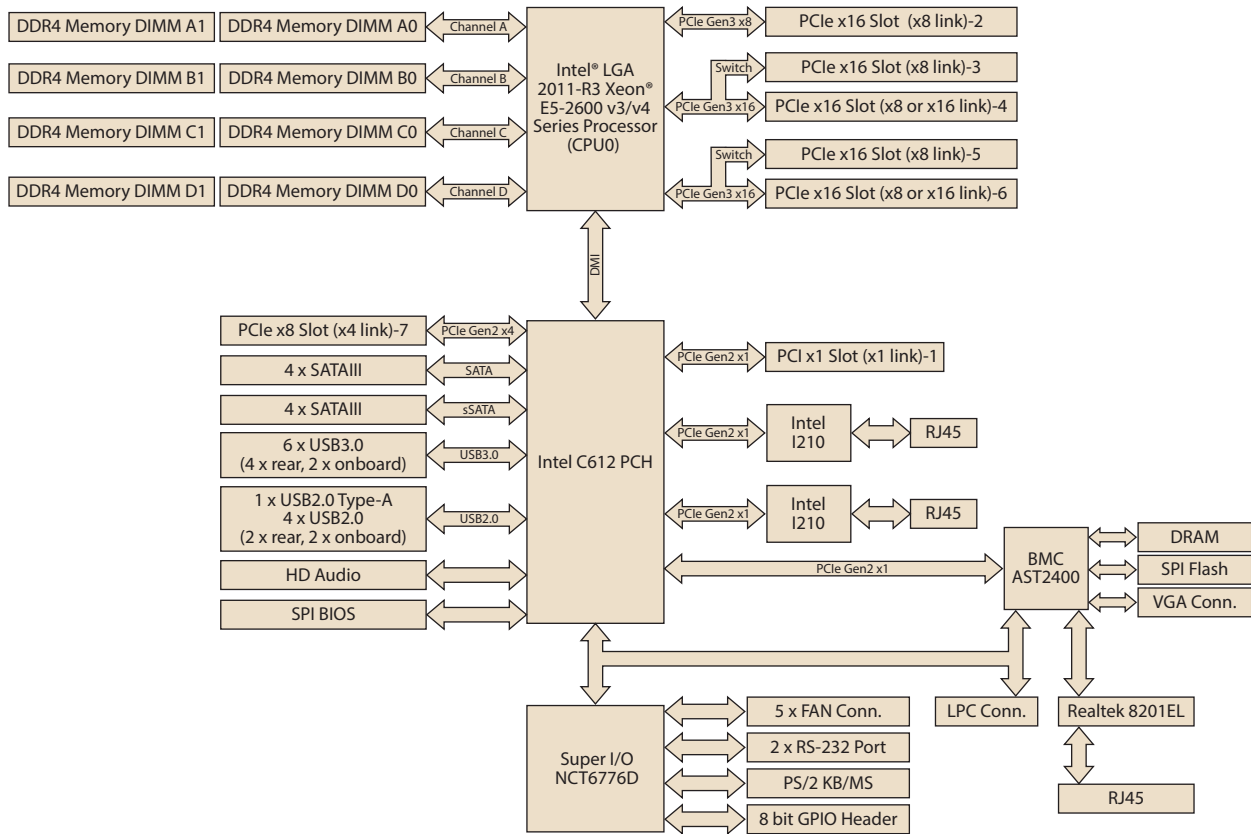 DDR4 Memory DIMM A1
DDR4 Memory DIMM A0
Channel A
DDR4 Memory DIMM B1
DDR4 Memory DIMM B0
Channel B
DDR4 Memory DIMM C1
DDR4 Memory DIMM C0
Channel C
DDR4 Memory DIMM D1
DDR4 Memory DIMM D0
Channel D
Intel® LGA
2011-R3 Xeon®
E5-2600 v3/v4
Series Processor
(CPU0)
PCIe Gen3 x8
PCIe x16 Slot (x8 link)-2
Switch
PCIe x16 Slot (x8 link)-3
PCIe Gen3 x16
PCIe x16 Slot (x8 or x16 link)-4
Switch
PCIe x16 Slot (x8 link)-5
PCIe Gen3 x16
PCIe x16 Slot (x8 or x16 link)-6
DMI
PCIe x8 Slot (x4 link)-7
PCIe Gen2 x4
4 x SATAIII
SATA
4 x SATAIII
sSATA
6 x USB3.0
(4 x rear, 2 x onboard)
USB3.0
1 x USB2.0 Type-A
4 x USB2.0
(2 x rear, 2 x onboard)
USB2.0
HD Audio
SPI BIOS
Intel C612 PCH
PCIe Gen2 x1
PCI x1 Slot (x1 link)-1
PCIe Gen2 x1
Intel
I210
RJ45
PCIe Gen2 x1
Intel
I210
RJ45
PCIe Gen2 x1
BMC
AST2400
DRAM
SPI Flash
VGA Conn.
Super I/O
NCT6776D
5 x FAN Conn.
2 x RS-232 Port
PS/2 KB/MS
8 bit GPIO Header
LPC Conn.
Realtek 8201EL
RJ45